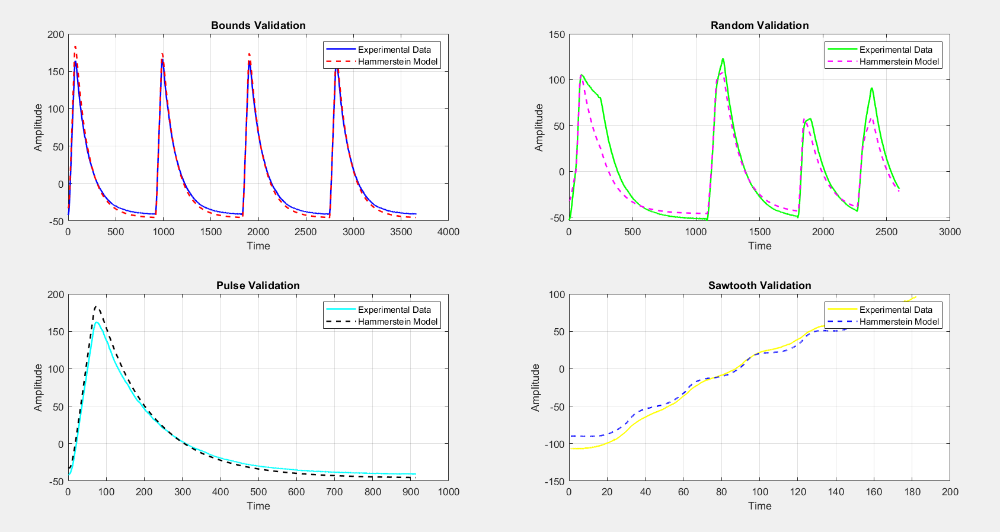 Bounds Validation
200
150
100
50
0
-50
Amplitude
Experimental Data
Hammerstein Model
0 500 1000 1500 2000 2500 3000 3500 4000
Time
Random Validation
150
100
50
0
-50
Amplitude
Experimental Data
Hammerstein Model
0 500 1000 1500 2000 2500 3000
Time
Pulse Validation
200
150
100
50
0
-50
Amplitude
Experimental Data
Hammerstein Model
0 100 200 300 400 500 600 700 800 900 1000
Time
Sawtooth Validation
100
50
0
-50
-100
-150
Amplitude
Experimental Data
Hammerstein Model
0 20 40 60 80 100 120 140 160 180 200
Time